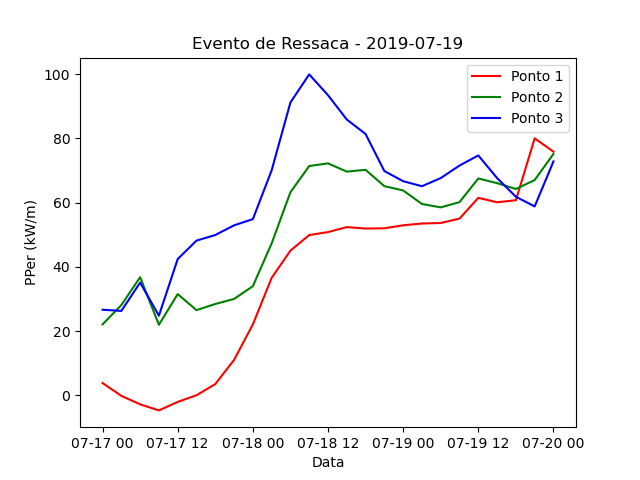 Evento de Ressaca - 2019-07-19
Ponto 1
Ponto 2
Ponto 3
PPer (kW/m)
100
80
60
40
20
0
07-17 00 07-17 12 07-18 00 07-18 12 07-19 00 07-19 12 07-20 00
Data